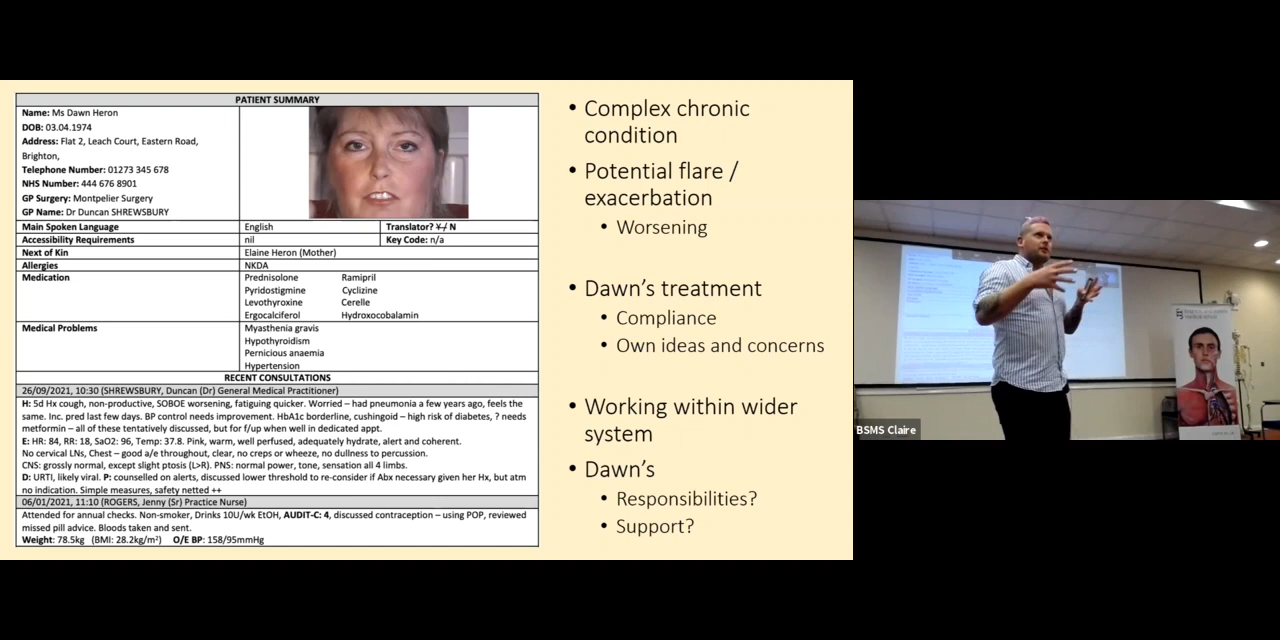 PATIENT SUMMARY
Name: Ms Dawn Heron
DOB: 03.04.1974
Address: Flat 2, Leach Court, Eastern Road,
Brighton,
Telephone Number: 01273 345 678
NHS Number: 444 676 8901
GP Surgery: Montpelier Surgery
GP Name: Dr Duncan SHREWSBURY
Main Spoken Language English Translator? Y / N
Accessibility Requirements nil Key Code: n/a
Next of Kin Elaine Heron (Mother)
Allergies NKDA
Medication Prednisolone Ramipril
Pyridostigmine Cyclizine
Levothyroxine Cerelle
Ergocalciferol Hydroxocobalamin
Medical Problems Myasthenia gravis
Hypothyroidism
Pernicious anaemia
Hypertension
RECENT CONSULTATIONS
26/09/2021, 10:30 (SHREWSBURY, Duncan (Dr) General Medical Practitioner)
H: 5d Hx cough, non-productive, SOBOE worsening, fatiguing quicker. Worried – had pneumonia a few years ago, feels the
same. Inc. pred last few days. BP control needs improvement. HbA1c borderline, cushingoid – high risk of diabetes, ? needs
metformin – all of these tentatively discussed, but for f/up when well in dedicated appt.
E: HR: 84, RR: 18, SaO2: 96, Temp: 37.8. Pink, warm, well perfused, adequately hydrate, alert and coherent.
No cervical LNs, Chest – good a/e throughout, clear, no creps or wheeze, no dullness to percussion.
CNS: grossly normal, except slight ptosis (L>R). PNS: normal power, tone, sensation all 4 limbs.
D: URTI, likely viral. P: counselled on alerts, discussed lower threshold to re-consider if Abx necessary given her Hx, but atm
no indication. Simple measures, safety netted ++
06/01/2021, 11:10 (ROGERS, Jenny (Sr) Practice Nurse)
Attended for annual checks. Non-smoker, Drinks 10U/wk EtOH, AUDIT-C: 4, discussed contraception – using POP, reviewed
missed pill advice. Bloods taken and sent.
Weight: 78.5kg (BMI: 28.2kg/m²) O/E BP: 158/95mmHg
• Complex chronic
condition
• Potential flare /
exacerbation
• Worsening
• Dawn's treatment
• Compliance
• Own ideas and concerns
• Working within wider
system
• Dawn's
• Responsibilities?
• Support?
BSMS Claire